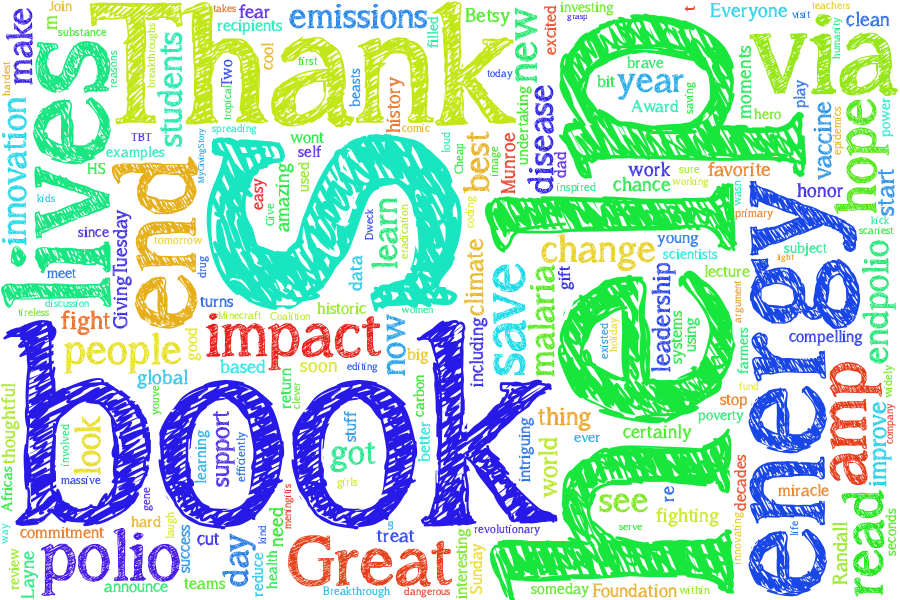 Join
takes
fear
emissions
Betsy
investing
Everyone
visit
teachers
make
m
substance
reasons
breakthroughs
Thank
recipients
Two
cool
first
filled
excited
grasp
new
t
via
humanity
clean
hardest
lives
students
tropical
beasts
history
today
brave
bit
year
Award
saving
help
moments
hero
play
power
TBT
examples
HS
MyGivingStory
spreading
wont
self
comic
loud
Cheap
image
undertaking
disease
dad
vaccine
epidemics
innovation
kids
end
s
easy
Give
amazing
used
Dweck
learn
eradication
best
coding
Munroe
inspired
work
chance
sure
working
favorite
wasn
honor
hope
start
kick
scariest
since
GivingTuesday
tomorrow
drug
data
climate
change
gift
young
scientists
primary
subject
light
lecture
energy
meet
discussion
tireless
turns
Minecraft
Coalition
historic
women
save
malaria
existed
holiday
leadership
systems
using
argument
farmers
compelling
endpolio
fight
people
good
impact
editing
now
big
including
global
youve
based
soon
return
clever
carbon
better
book
fund
stop
poverty
amp
widely
company
Africas
thoughtful
involved
look
massive
gene
learning
support
efficiently
stuff
got
girls
intriguing
thing
ever
certainly
world
see
re
serve
fighting
decades
miracle
improve
way
commitment
hard
laugh
success
cut
kind
need
meningitis
us
treat
revolutionary
innovating
life
read
Randall
seconds
review
Layne
polio
announce
teams
day
reduce
health
Great
Breakthrough
dangerous
interesting
Sunday
someday
Foundation
within